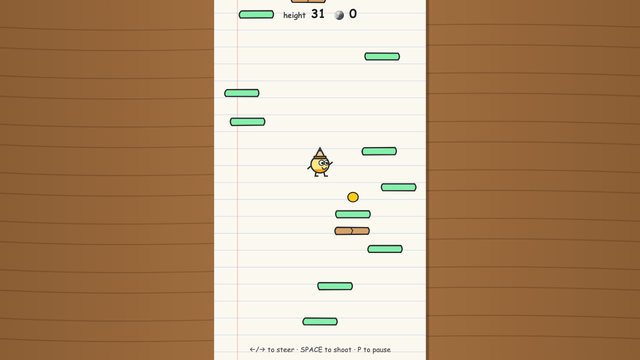 height 31 0
←/→ to steer · SPACE to shoot · P to pause